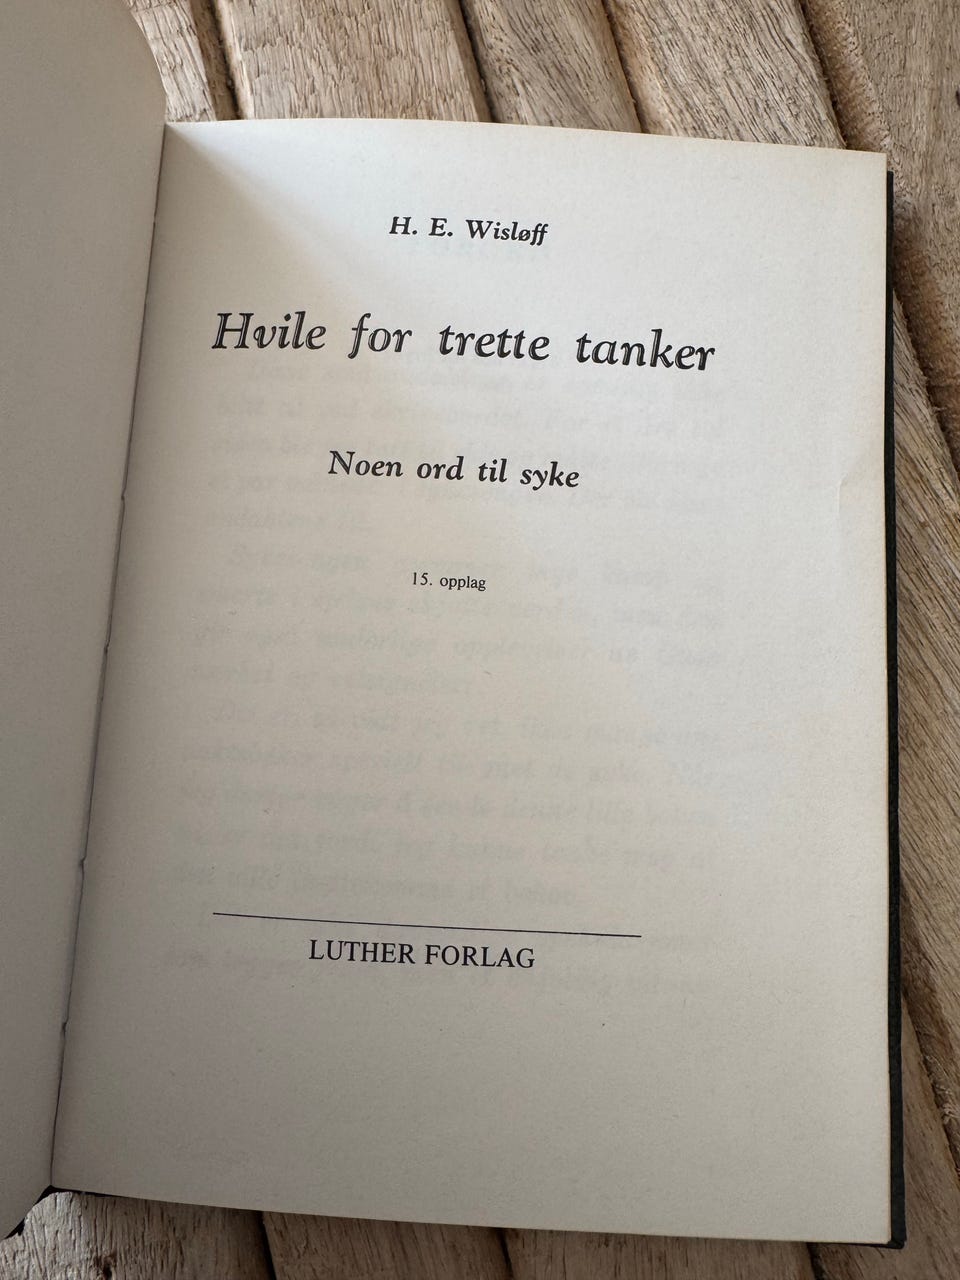 H. E. Wisløff
Hvile for trette tanker
Noen ord til syke
15. opplag
LUTHER FORLAG